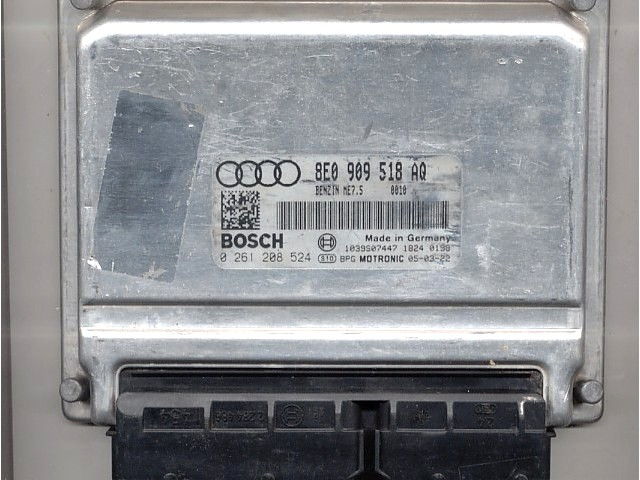 8E0 909 518 AQ
BENZIN ME7.5 0010
BOSCH
Made in Germany
1039S07447 1824 0198
0 261 208 524 S10 BPG MOTRONIC 05-03-22